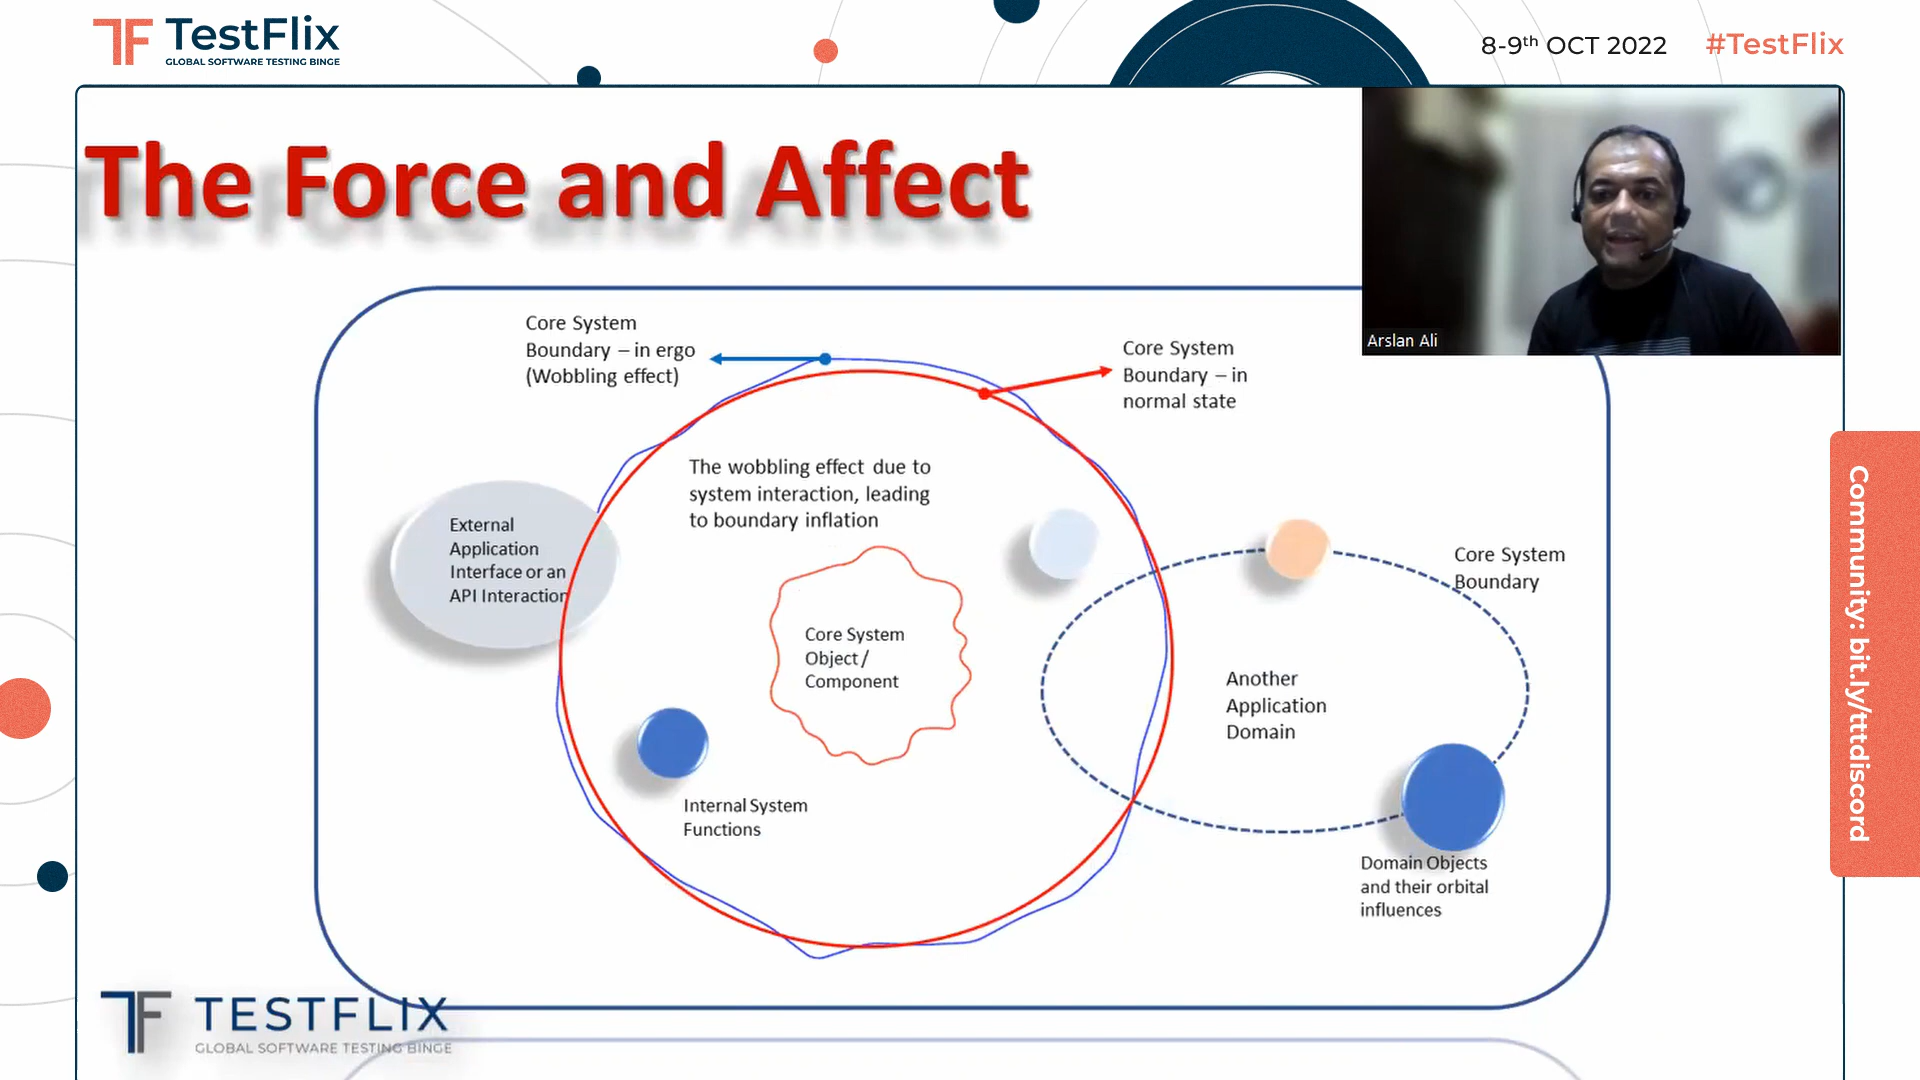 TF TestFlix
GLOBAL SOFTWARE TESTING BINGE
8-9th OCT 2022
#TestFlix
The Force and Affect
Arslan Ali
Core System
Boundary – in ergo
(Wobbling effect)
Core System
Boundary – in
normal state
The wobbling effect due to
system interaction, leading
to boundary inflation
External
Application
Interface or an
API Interaction
Core System
Object /
Component
Core System
Boundary
Another
Application
Domain
Internal System
Functions
Domain Objects
and their orbital
influences
Community: bit.ly/tttdiscord
TF TESTFLIX
GLOBAL SOFTWARE TESTING BINGE